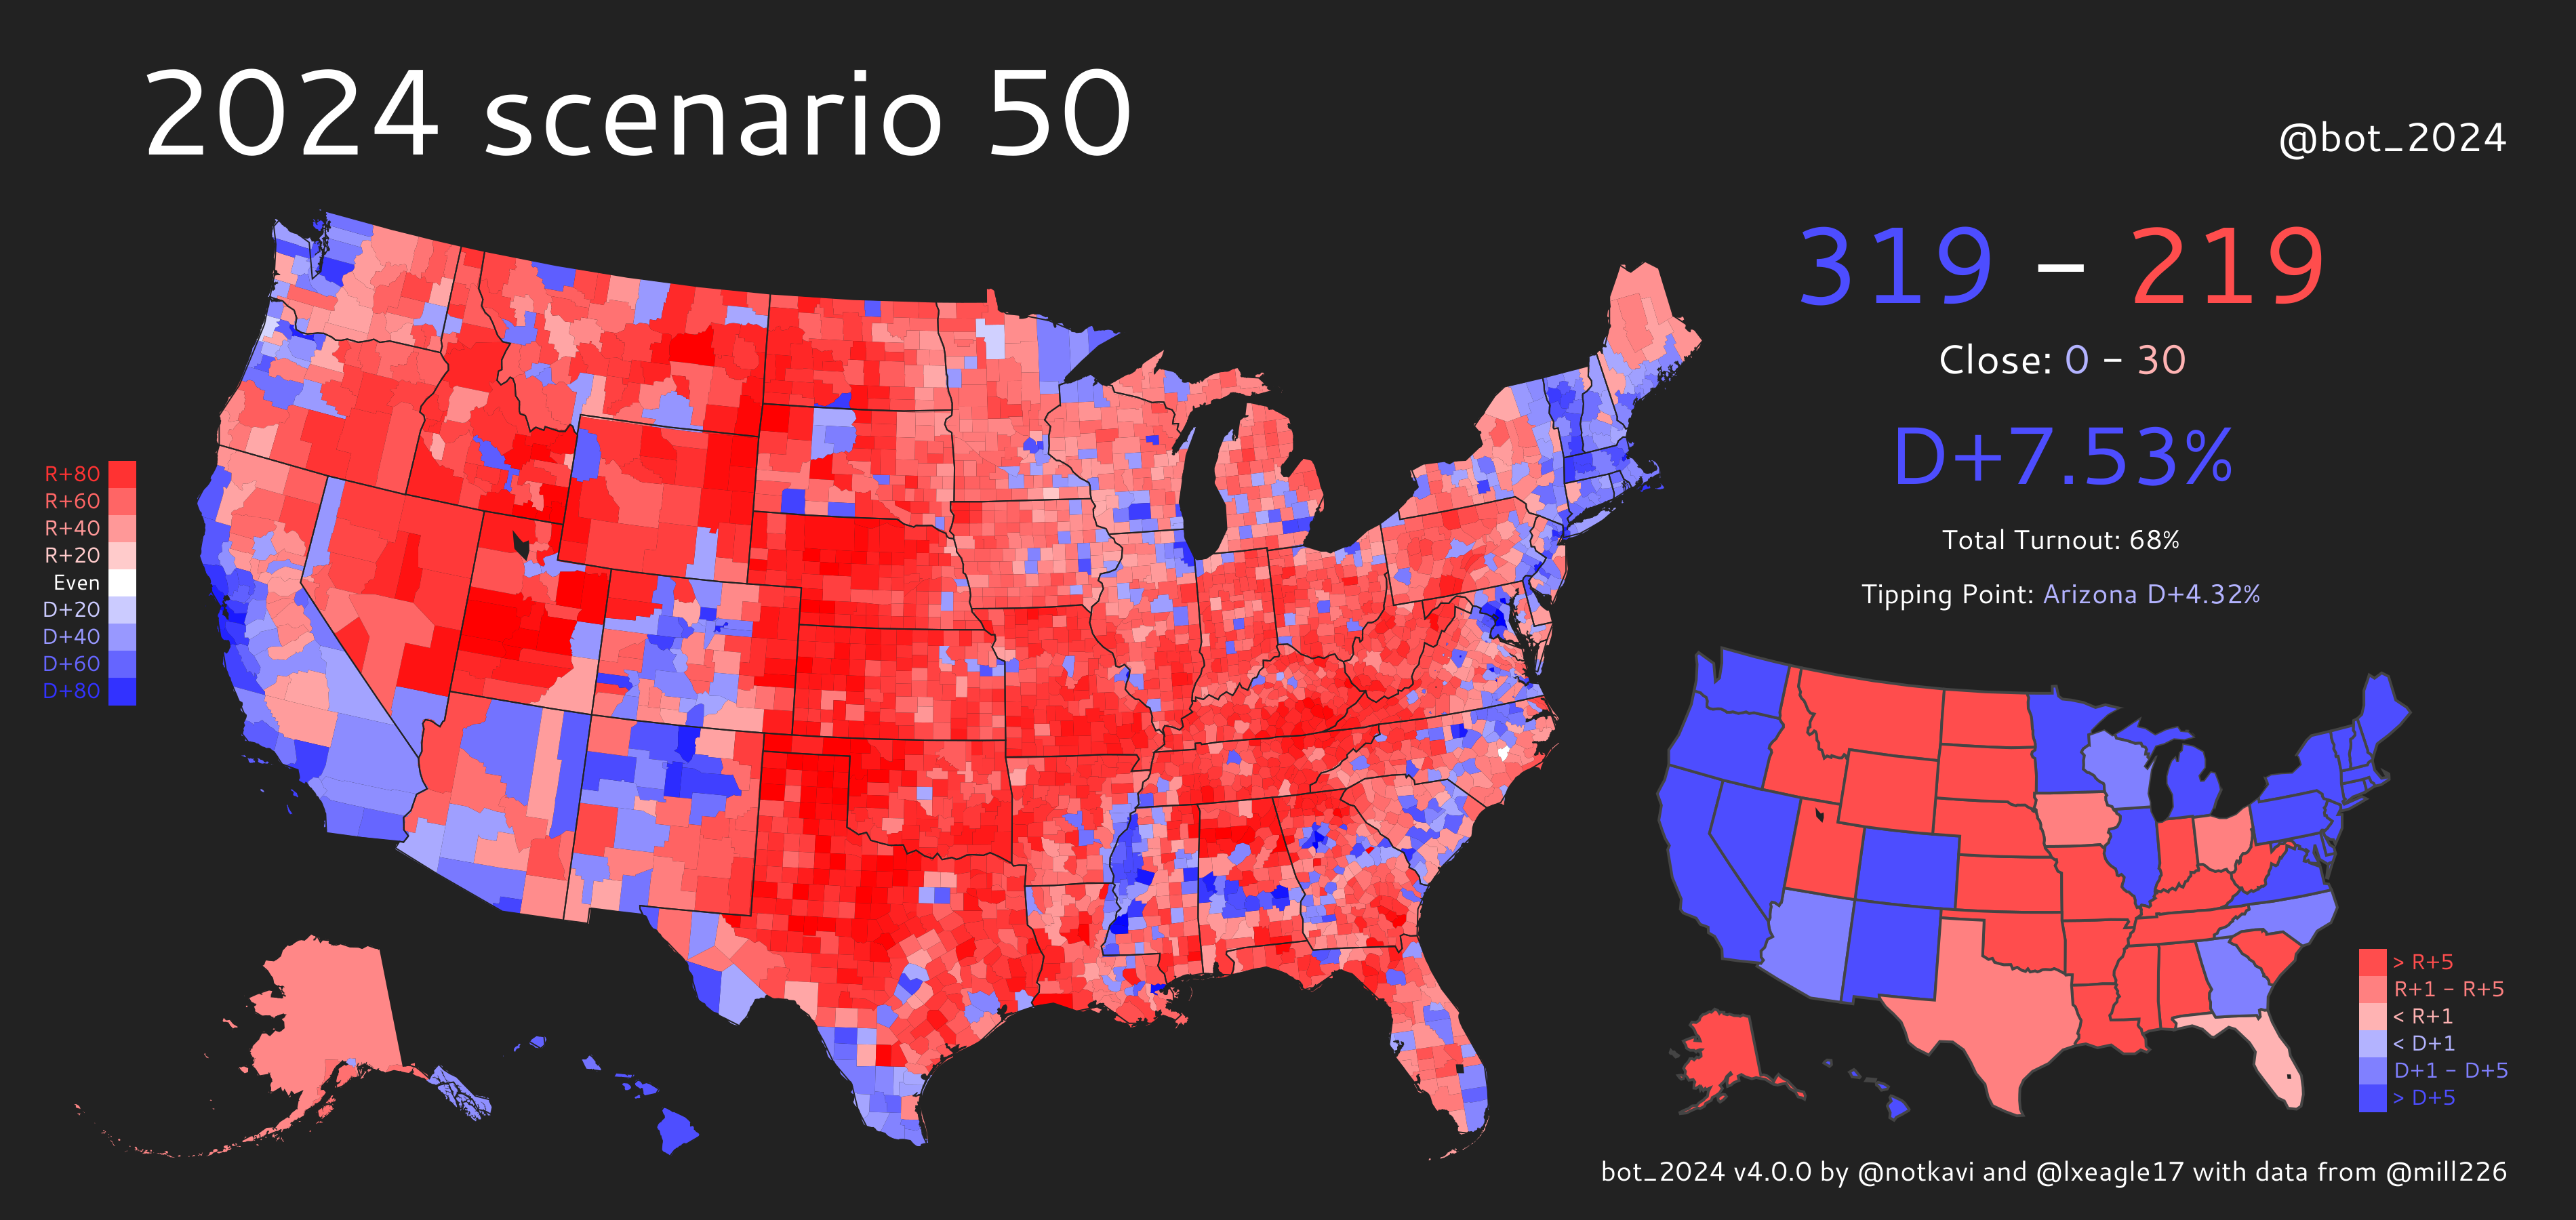 2024 scenario 50
@bot_2024
319 – 219
Close: 0 – 30
D+7.53%
Total Turnout: 68%
Tipping Point: Arizona D+4.32%
R+80
R+60
R+40
R+20
Even
D+20
D+40
D+60
D+80
> R+5
R+1 – R+5
< R+1
< D+1
D+1 – D+5
> D+5
bot_2024 v4.0.0 by @notkavi and @lxeagle17 with data from @mill226